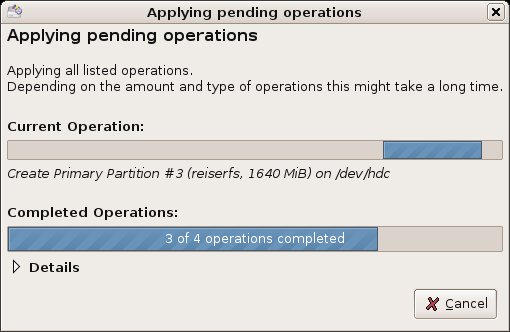 Applying pending operations
Applying pending operations
Applying all listed operations.
Depending on the amount and type of operations this might take a long time.
Current Operation:
Create Primary Partition #3 (reiserfs, 1640 MiB) on /dev/hdc
Completed Operations:
3 of 4 operations completed
Details
Cancel